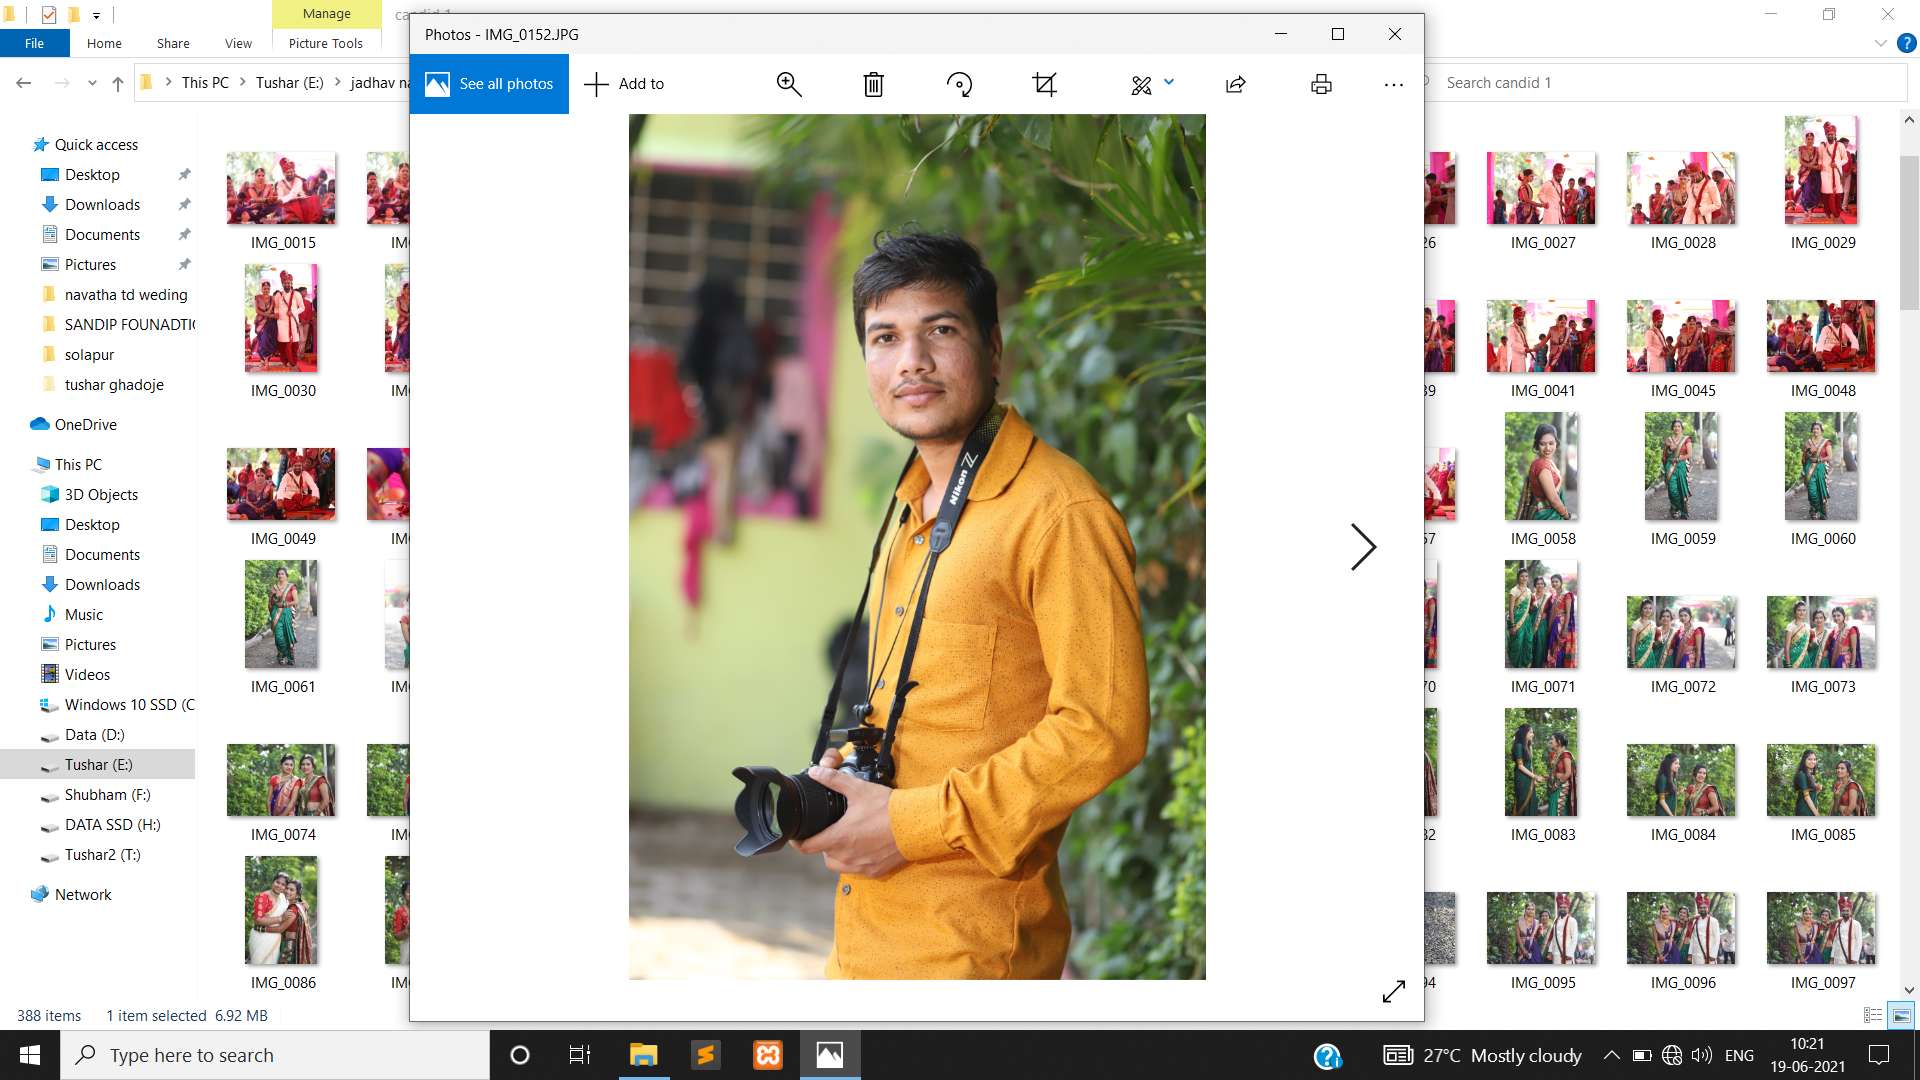 Manage
candid 1
File
Home
Share
View
Picture Tools
Photos - IMG_0152.JPG
See all photos
Add to
This PC
Tushar (E:)
jadhav na
Search candid 1
Quick access
Desktop
Downloads
Documents
Pictures
navatha td weding
SANDIP FOUNADTI
solapur
tushar ghadoje
OneDrive
This PC
3D Objects
Desktop
Documents
Downloads
Music
Pictures
Videos
Windows 10 SSD (C
Data (D:)
Tushar (E:)
Shubham (F:)
DATA SSD (H:)
Tushar2 (T:)
Network
IMG_0015
IM
26
IMG_0027
IMG_0028
IMG_0029
IMG_0030
IM
39
IMG_0041
IMG_0045
IMG_0048
IMG_0049
IM
57
IMG_0058
IMG_0059
IMG_0060
IMG_0061
IM
70
IMG_0071
IMG_0072
IMG_0073
IMG_0074
IM
82
IMG_0083
IMG_0084
IMG_0085
IMG_0086
IM
94
IMG_0095
IMG_0096
IMG_0097
Nikon Z
388 items
1 item selected 6.92 MB
Type here to search
27°C Mostly cloudy
ENG
10:21
19-06-2021